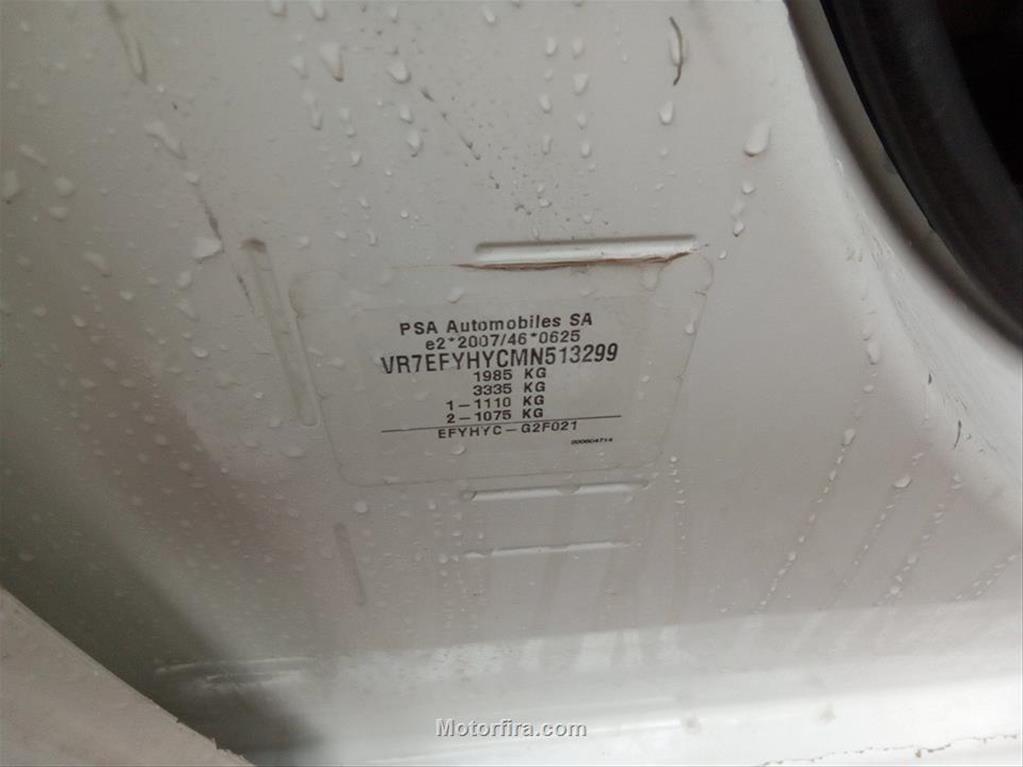 PSA Automobiles SA
e2*2007/46*0625
VR7EFYHYCMN513299
1985 KG
3335 KG
1-1110 KG
2-1075 KG
EFYHYC-G2F021
000604714
Motorfira.com